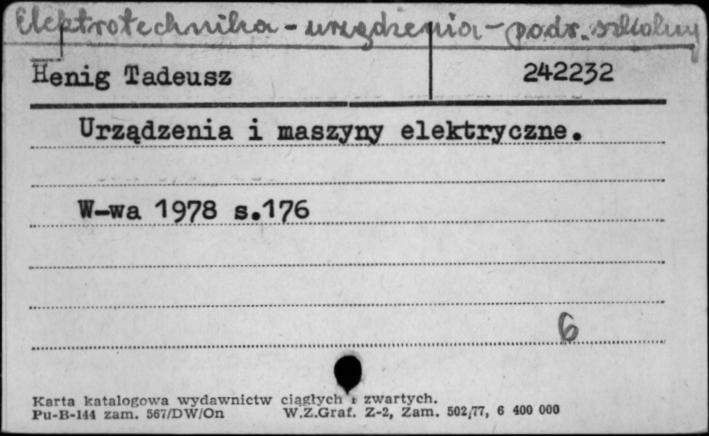 Elektrotechnika - urządzenia - podr. szkolny
Henig Tadeusz 242232
Urządzenia i maszyny elektryczne.
W-wa 1978 s.176
6
Karta katalogowa wydawnictw ciągłych i zwartych.
Pu-B-144 zam. 567/DW/On W.Z.Graf. Z-2, Zam. 502/77, 6 400 000